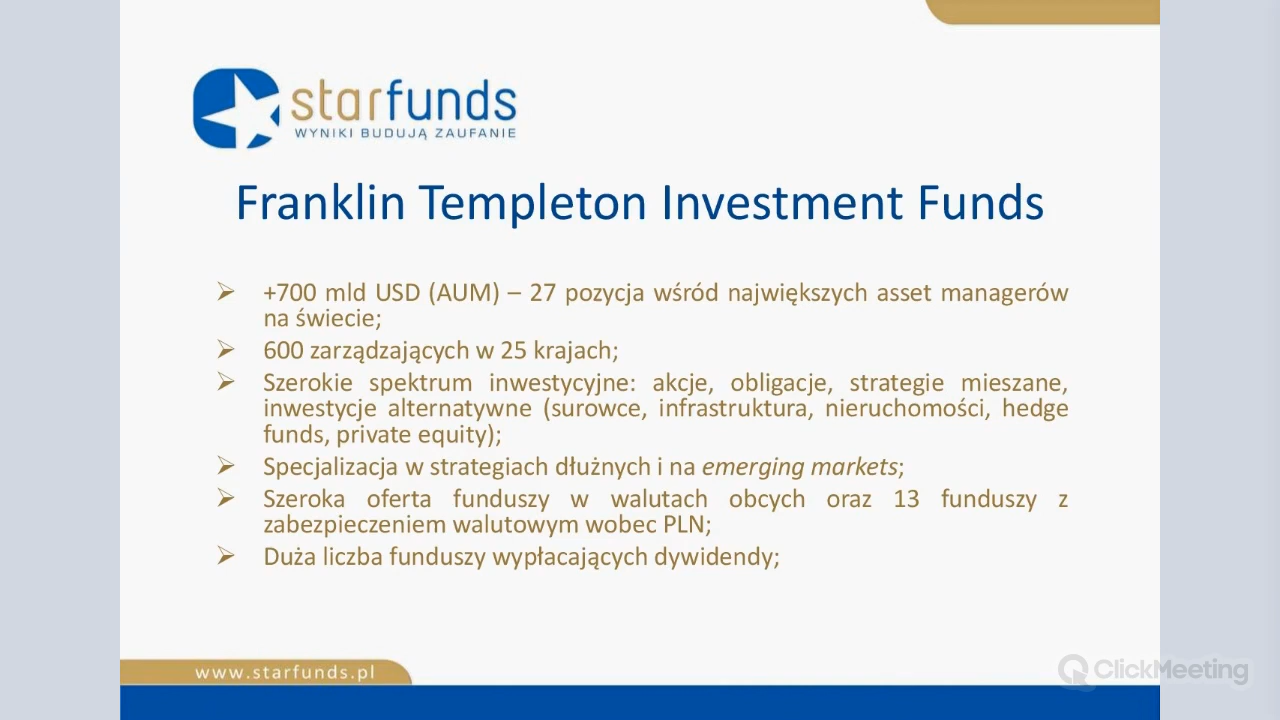 starfunds
WYNIKI BUDUJĄ ZAUFANIE
Franklin Templeton Investment Funds
+700 mld USD (AUM) – 27 pozycja wśród największych asset managerów
na świecie;
600 zarządzających w 25 krajach;
Szerokie spektrum inwestycyjne: akcje, obligacje, strategie mieszane,
inwestycje alternatywne (surowce, infrastruktura, nieruchomości, hedge
funds, private equity);
Specjalizacja w strategiach dłużnych i na emerging markets;
Szeroka oferta funduszy w walutach obcych oraz 13 funduszy z
zabezpieczeniem walutowym wobec PLN;
Duża liczba funduszy wypłacających dywidendy;
www.starfunds.pl
ClickMeeting